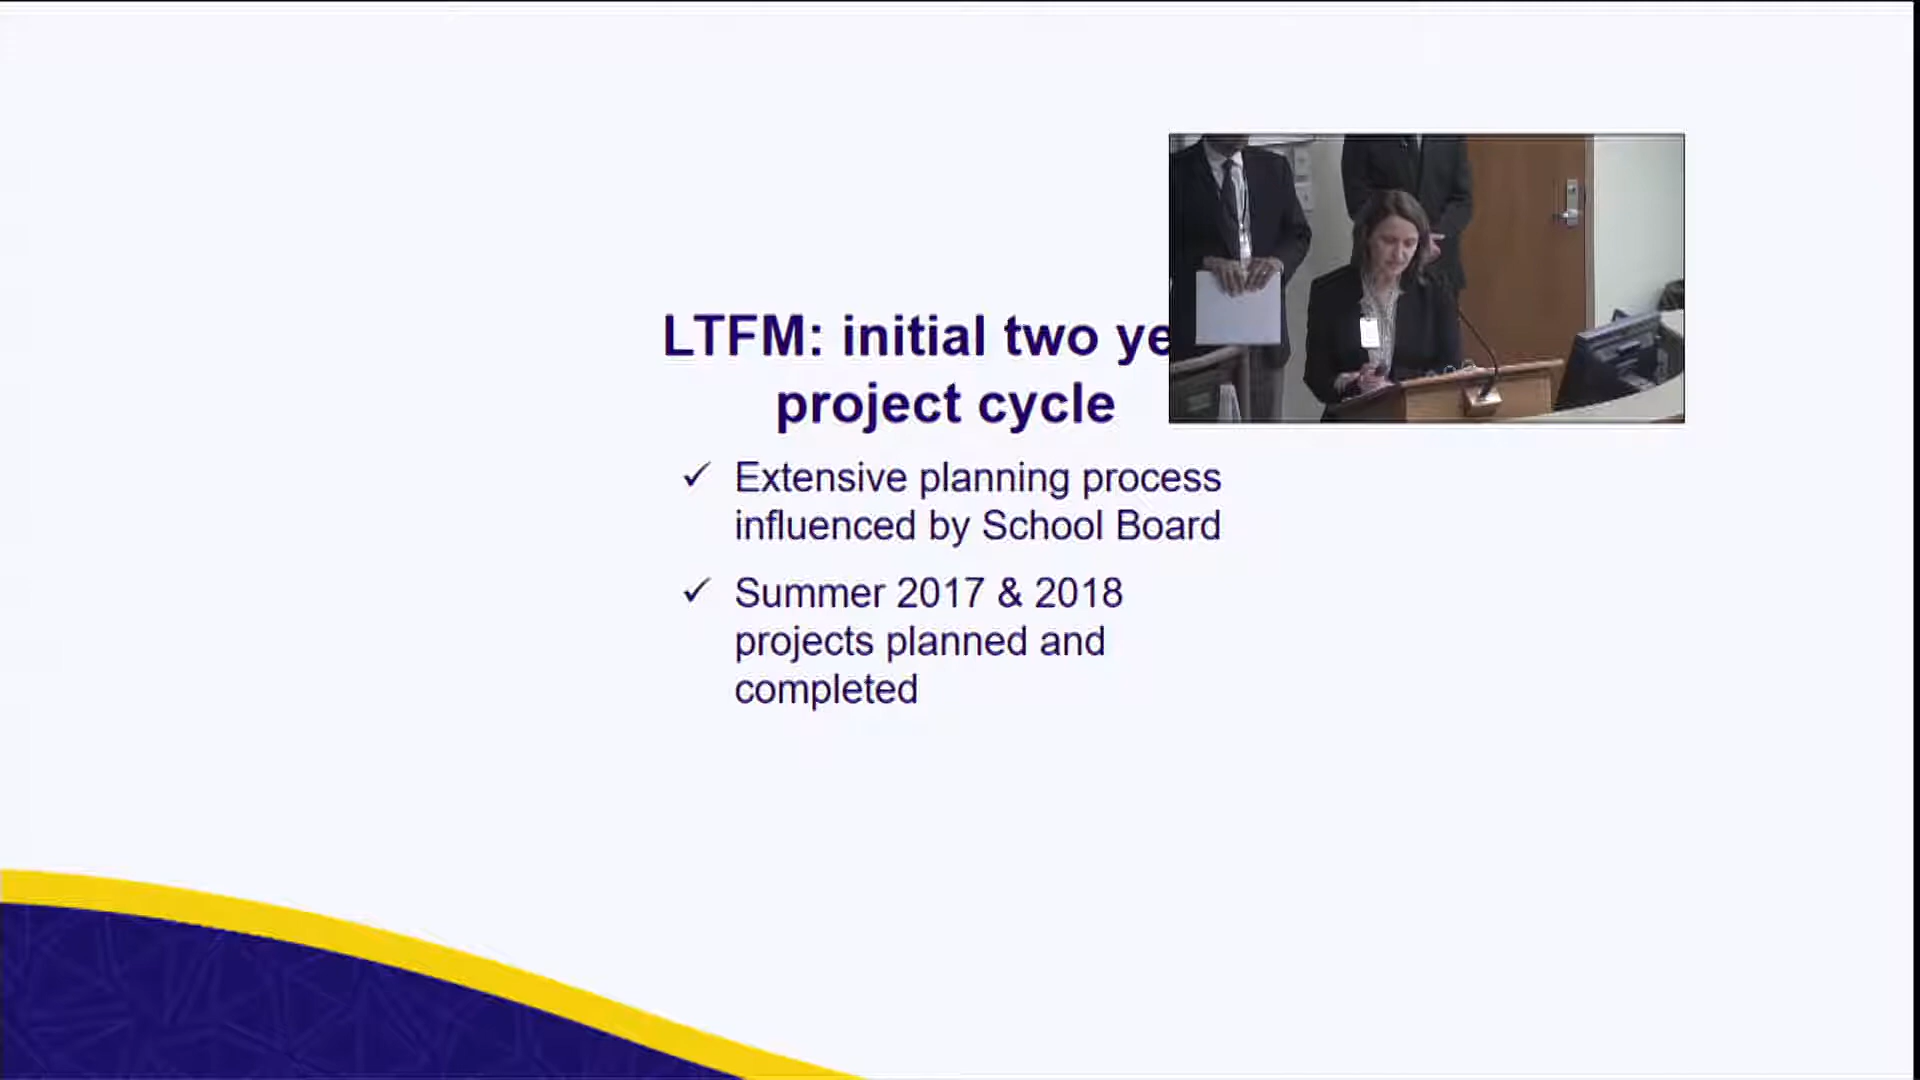 LTFM: initial two ye
project cycle
✓ Extensive planning process
influenced by School Board
✓ Summer 2017 & 2018
projects planned and
completed